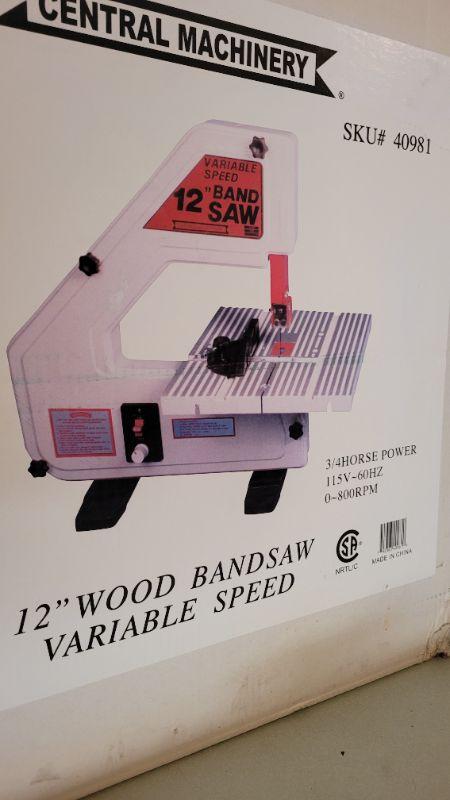 CENTRAL MACHINERY
®
SKU# 40981
VARIABLE
SPEED
12" BAND
SAW
3/4HORSE POWER
115V~60HZ
0~800RPM
CSA®
NRTL/C
MADE IN CHINA
12" WOOD BANDSAW
VARIABLE SPEED